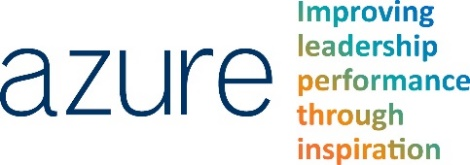 azure
Improving
leadership
performance
through
inspiration